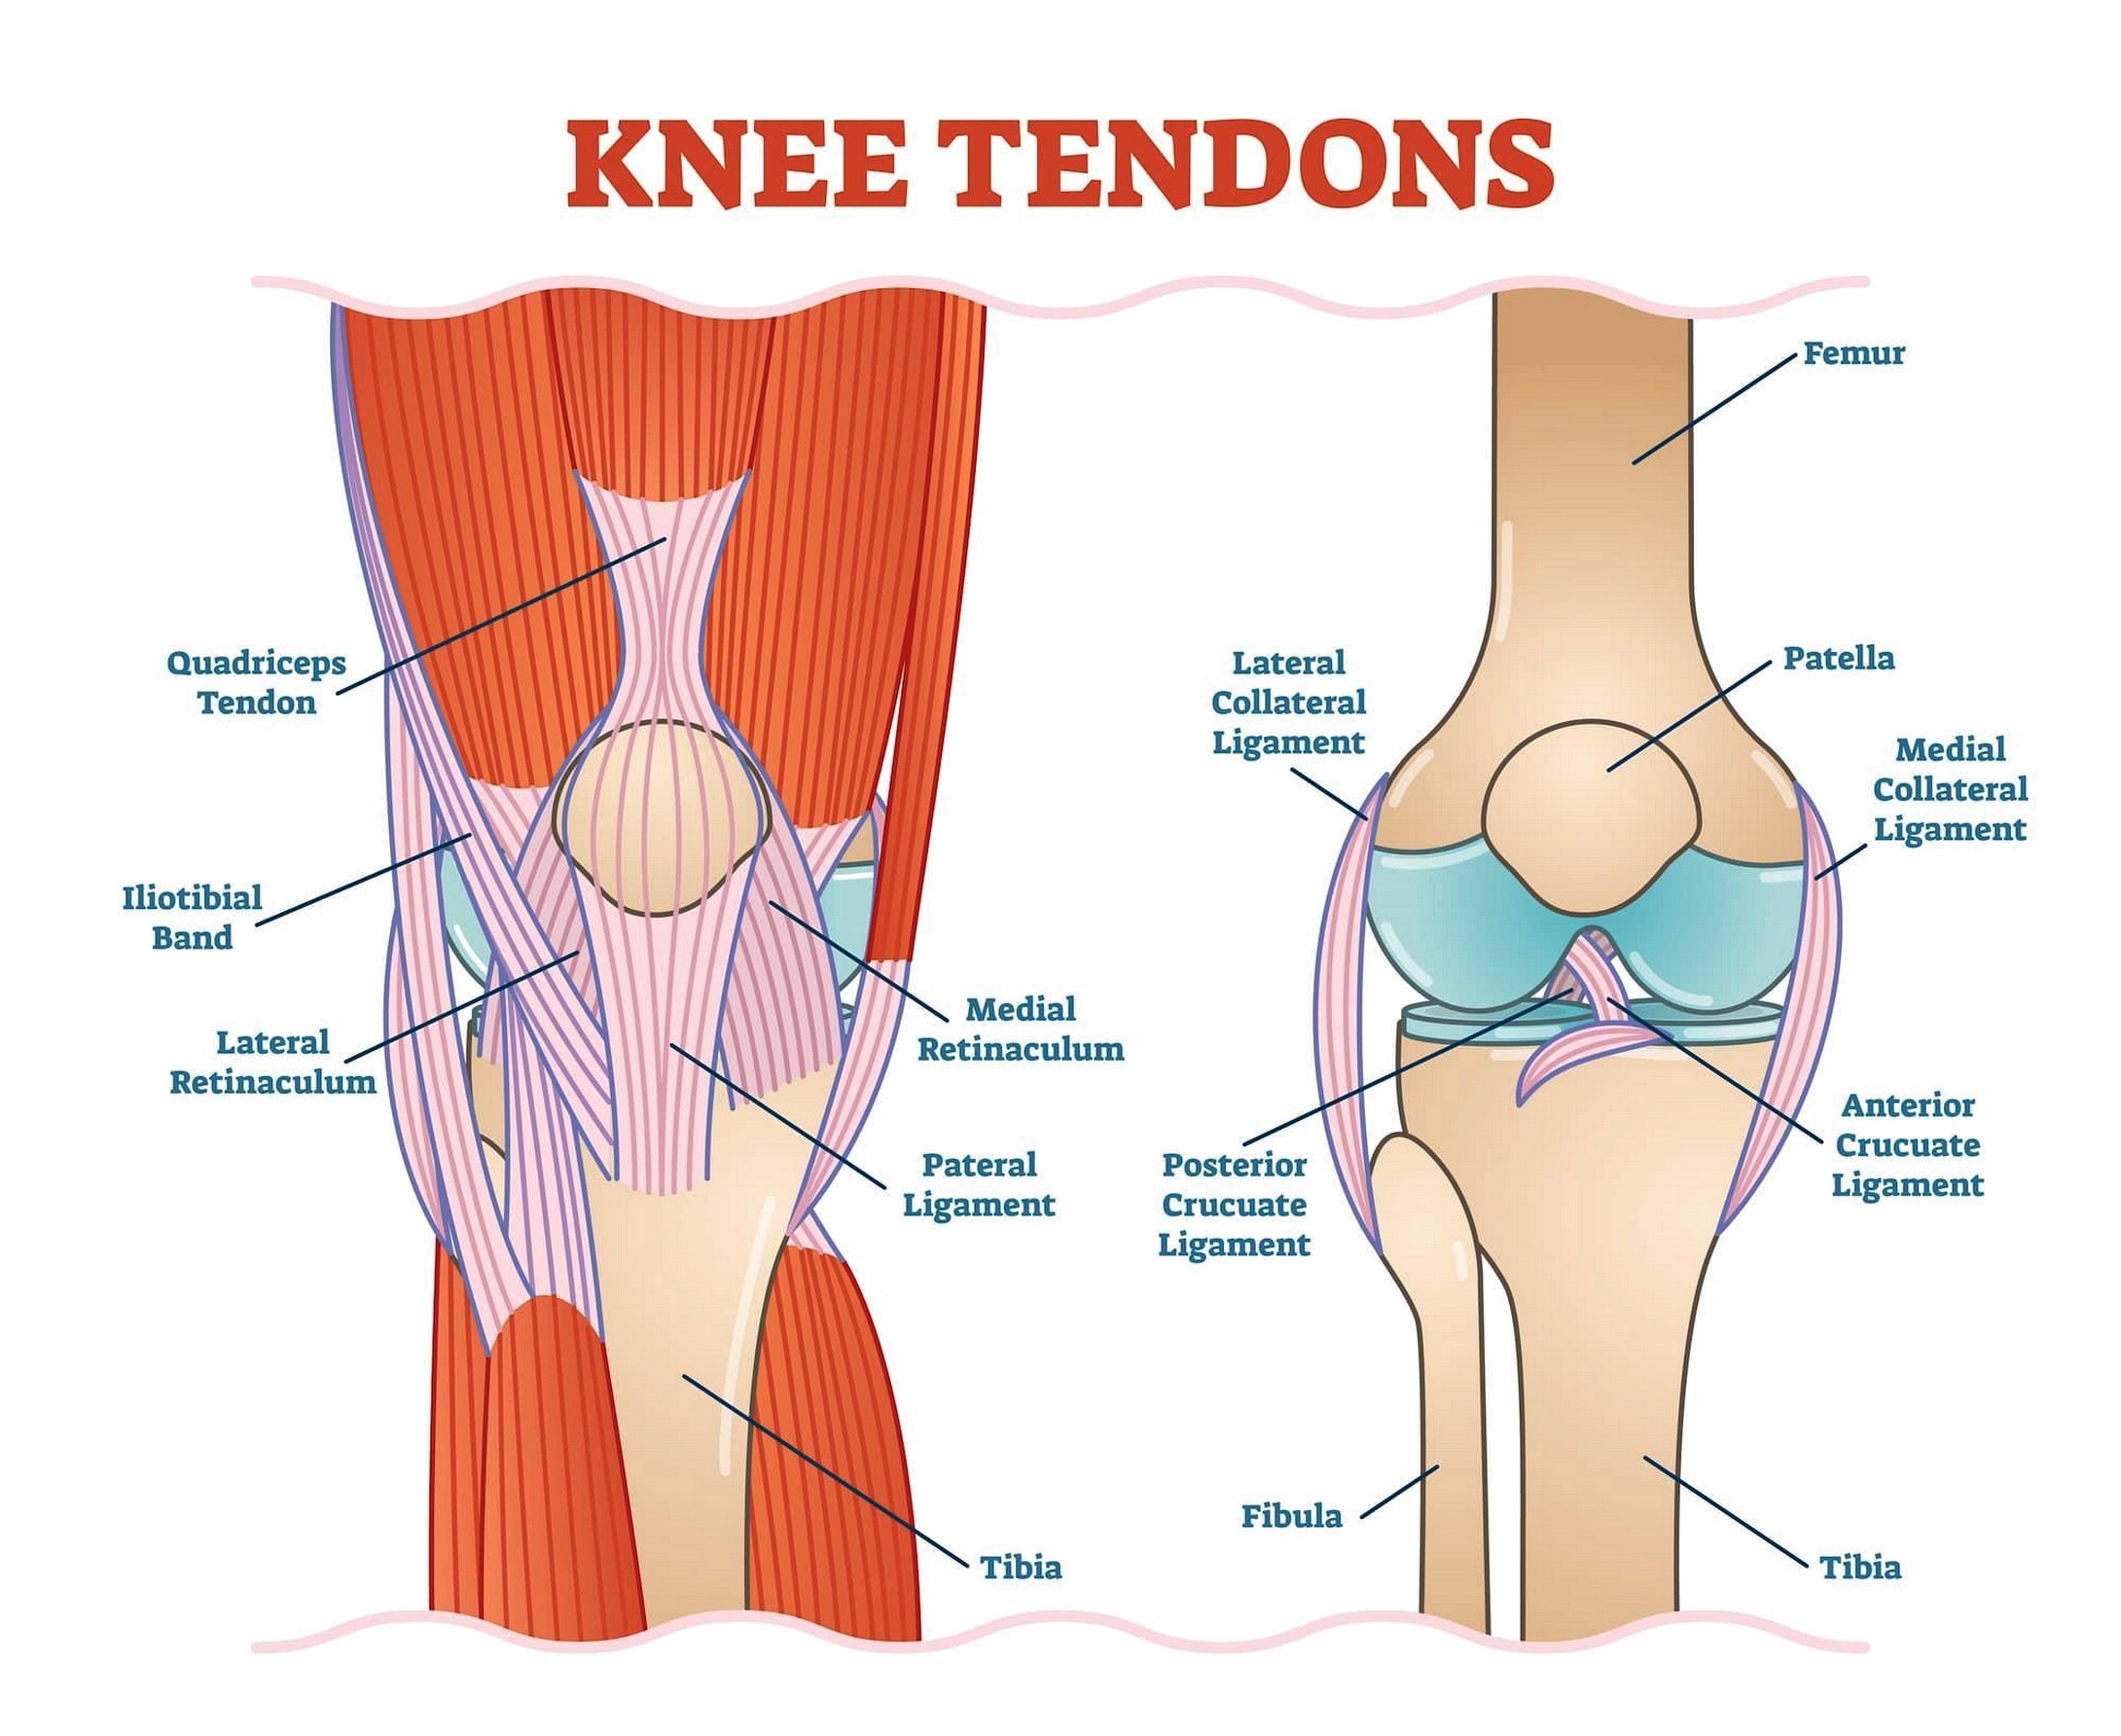 KNEE TENDONS
Quadriceps
Tendon
Iliotibial
Band
Lateral
Retinaculum
Medial
Retinaculum
Pateral
Ligament
Tibia
Femur
Patella
Lateral
Collateral
Ligament
Medial
Collateral
Ligament
Posterior
Crucuate
Ligament
Anterior
Crucuate
Ligament
Fibula
Tibia